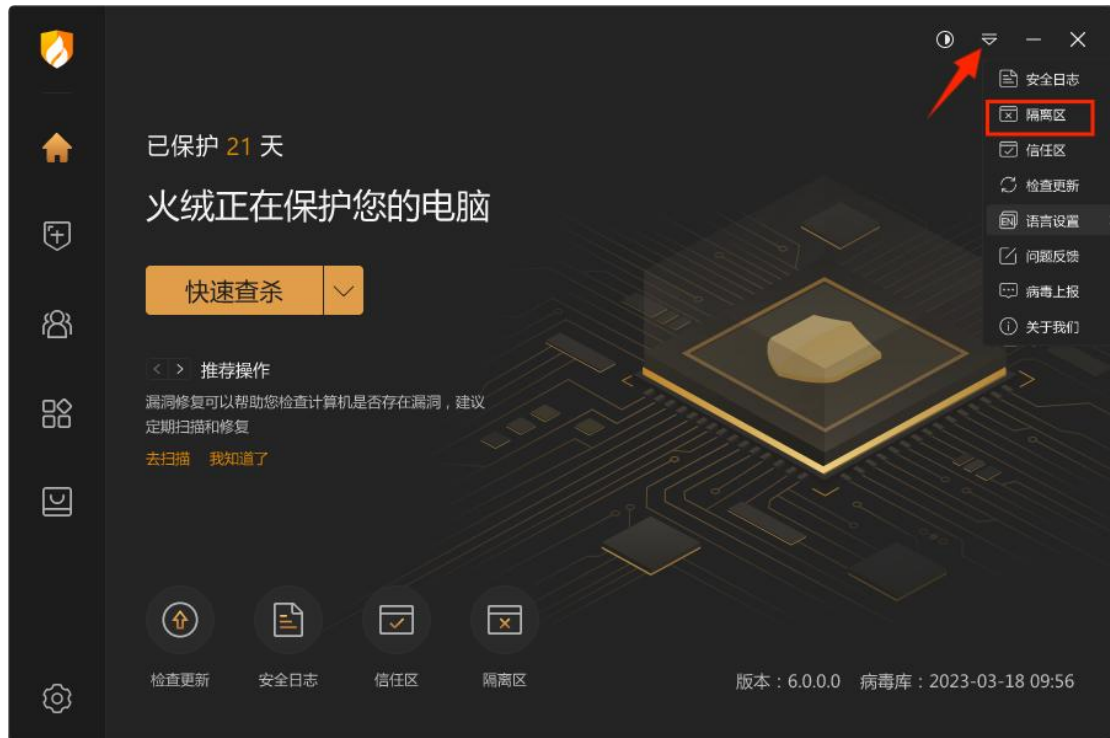 安全日志
隔离区
信任区
检查更新
EN 语言设置
问题反馈
病毒上报
关于我们
已保护 21 天
火绒正在保护您的电脑
快速查杀
推荐操作
漏洞修复可以帮助您检查计算机是否存在漏洞，建议
定期扫描和修复
去扫描 我知道了
检查更新 安全日志 信任区 隔离区
版本：6.0.0.0 病毒库：2023-03-18 09:56